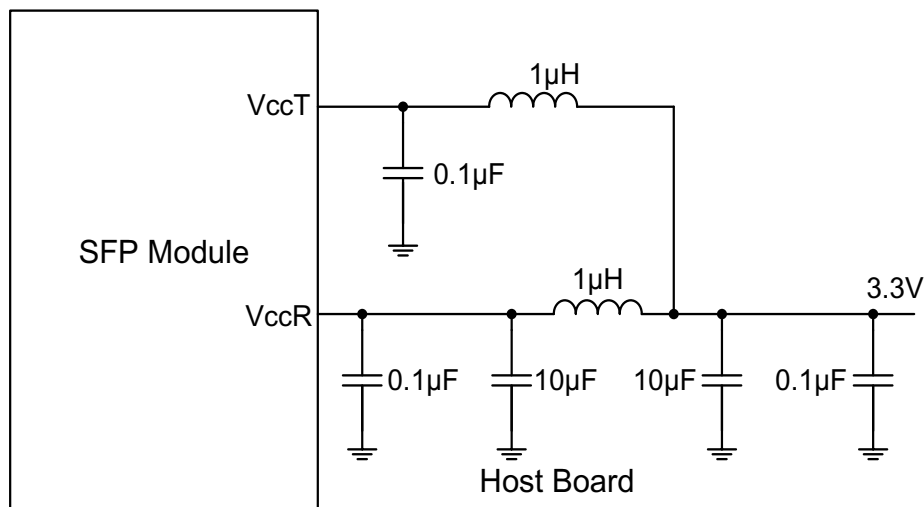 1µH
VccT
0.1µF
SFP Module
1µH
3.3V
VccR
0.1µF
10µF
10µF
0.1µF
Host Board